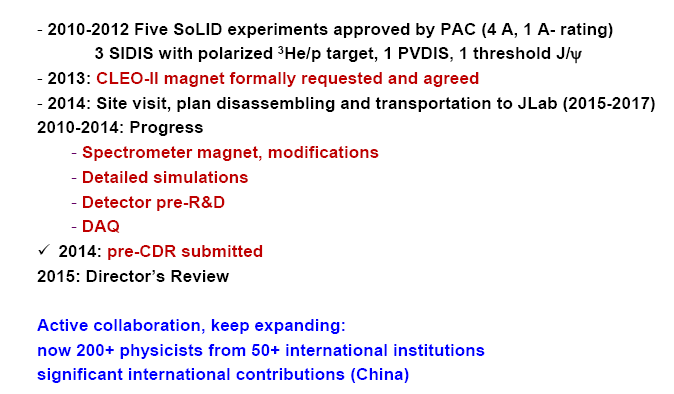 - 2010-2012 Five SoLID experiments approved by PAC (4 A, 1 A- rating)
3 SIDIS with polarized ³He/p target, 1 PVDIS, 1 threshold J/ψ
- 2013: CLEO-II magnet formally requested and agreed
- 2014: Site visit, plan disassembling and transportation to JLab (2015-2017)
2010-2014: Progress
- Spectrometer magnet, modifications
- Detailed simulations
- Detector pre-R&D
- DAQ
✓ 2014: pre-CDR submitted
2015: Director's Review
Active collaboration, keep expanding:
now 200+ physicists from 50+ international institutions
significant international contributions (China)